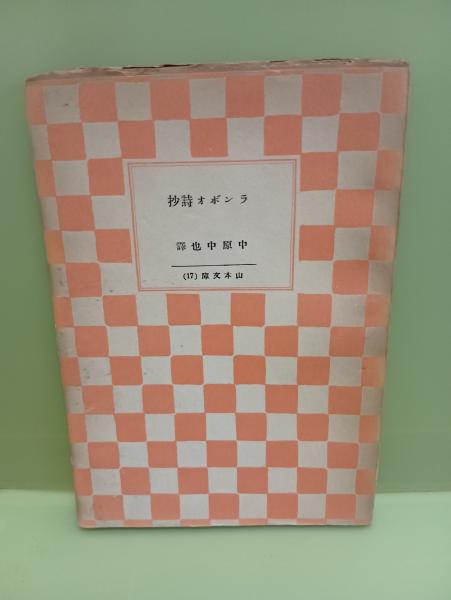 ランボオ詩抄
中原中也譯
山本文庫 (17)